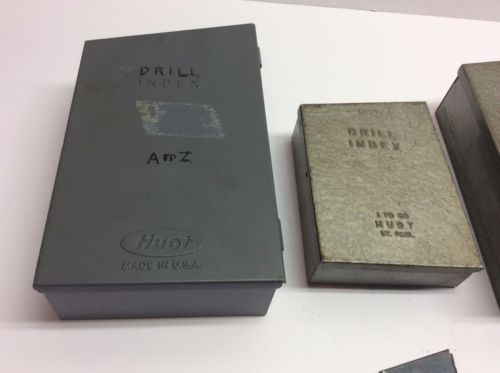 DRILL
INDEX
A TO Z
Huot
MADE IN U.S.A.
DRILL
INDEX
1 TO 60
HUOT
ST. PAUL